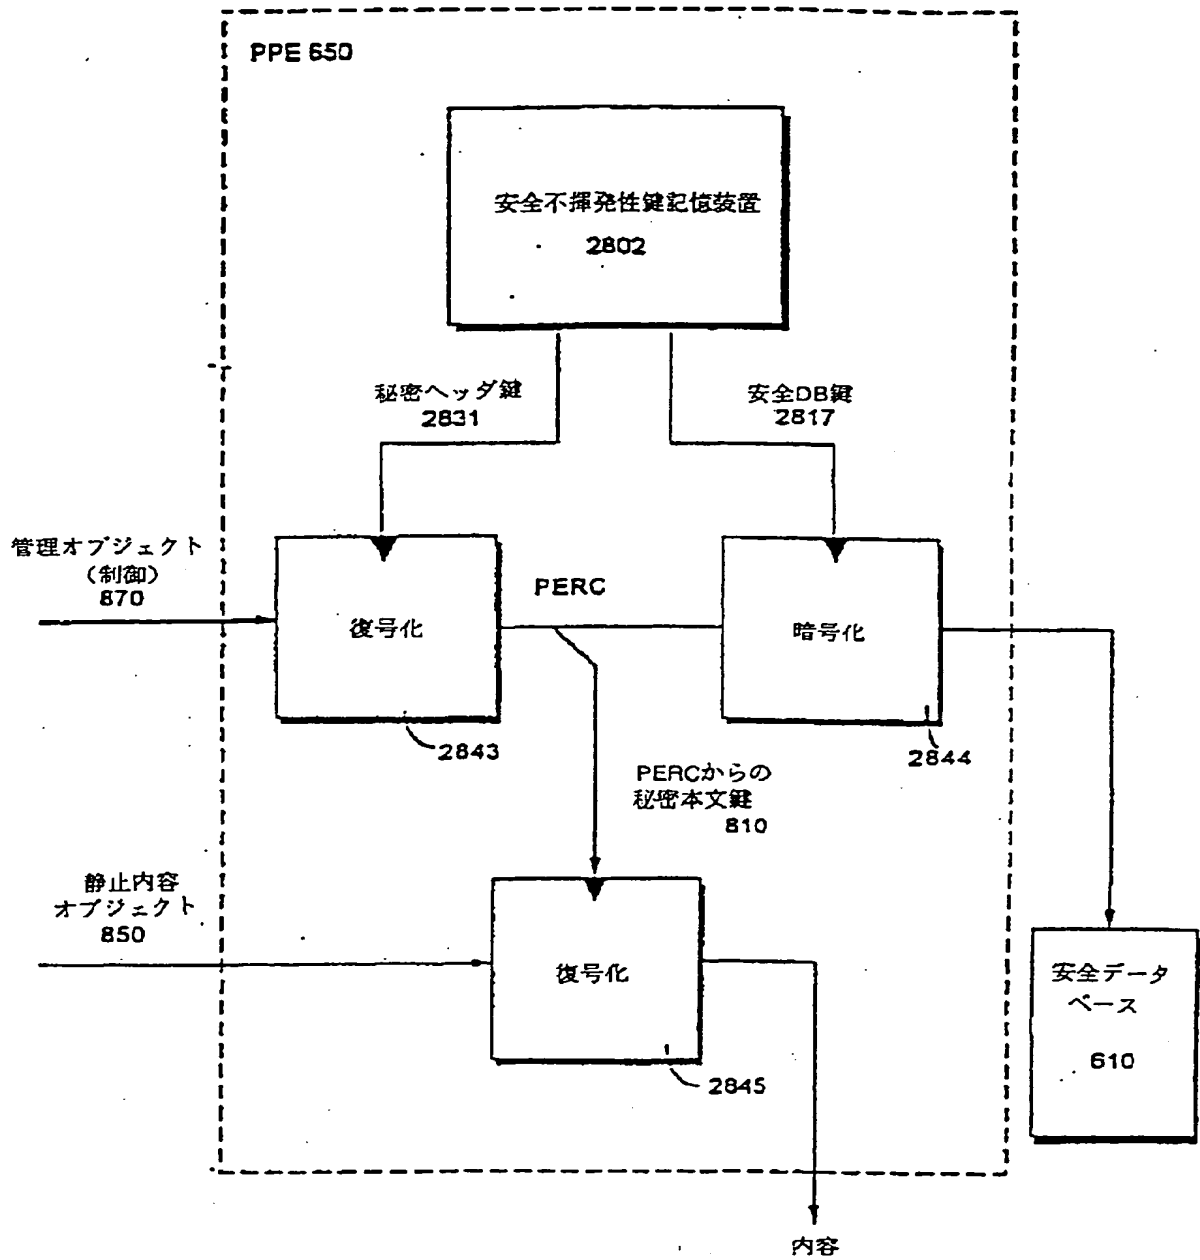 PPE 650
安全不揮発性鍵記憶装置
2802
秘密ヘッダ鍵
2831
安全DB鍵
2817
管理オブジェクト
(制御)
870
復号化
PERC
暗号化
2843
2844
PERCからの
秘密本文鍵
810
静止内容
オブジェクト
850
復号化
2845
安全データ
ベース
610
内容